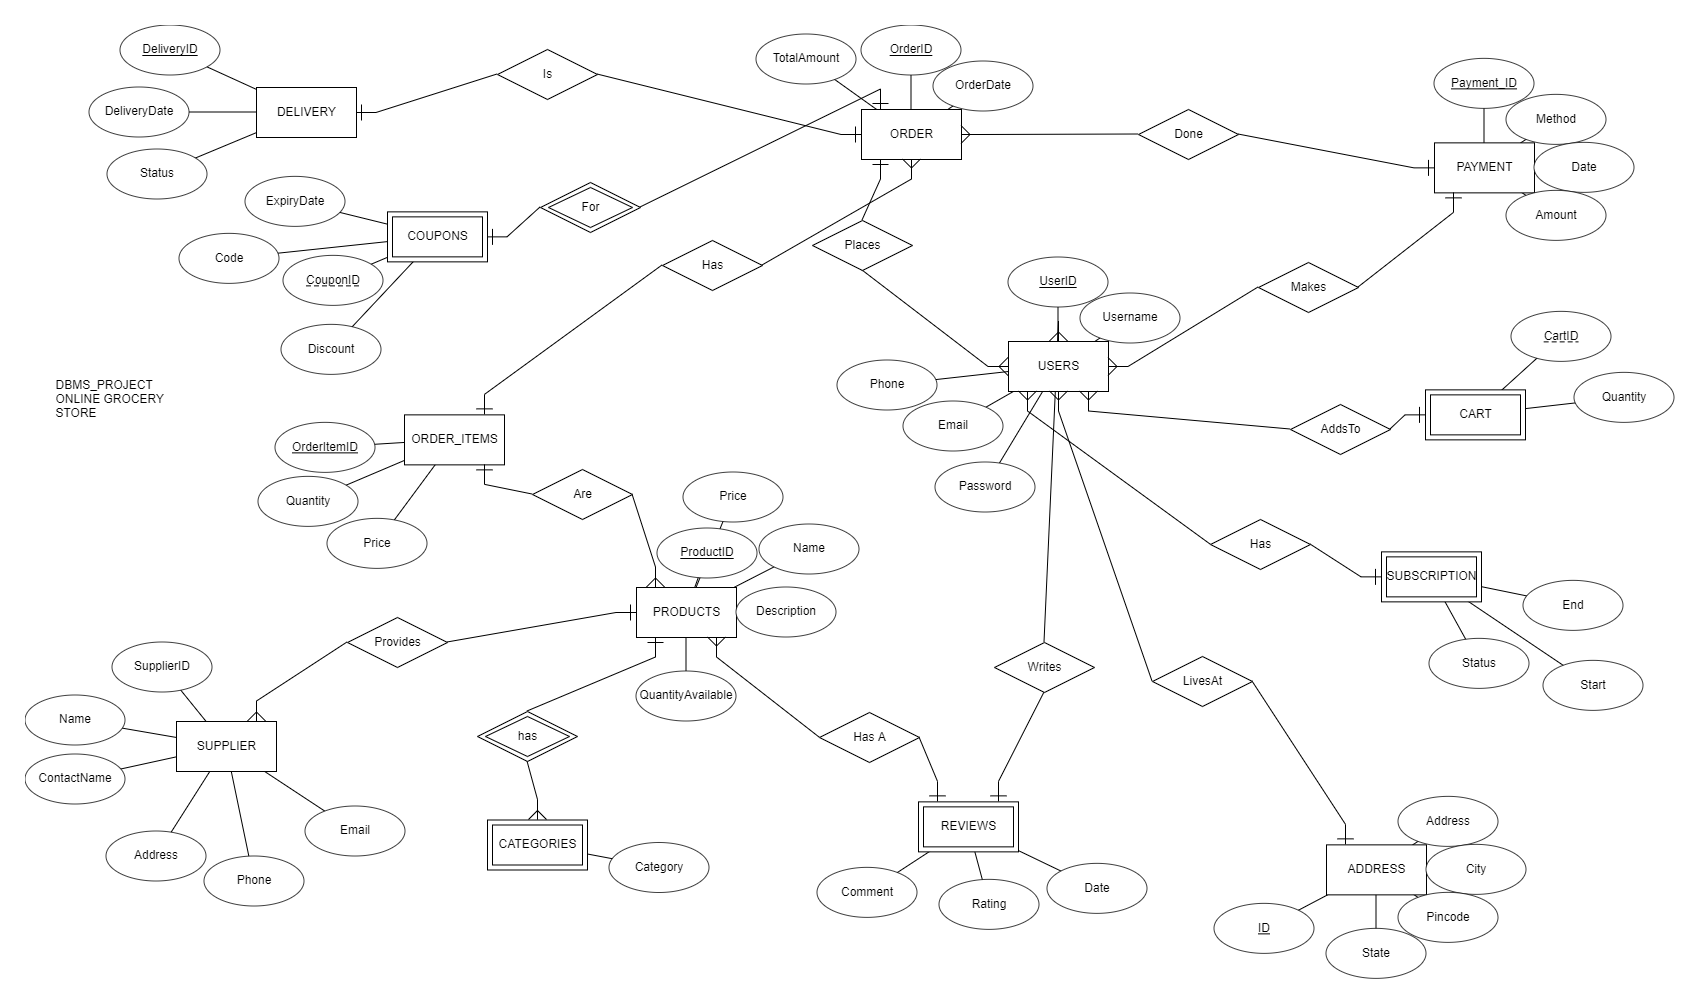 DeliveryID
Is
TotalAmount
OrderID
OrderDate
Payment_ID
DeliveryDate
DELIVERY
Method
ORDER
Done
Status
PAYMENT
Date
ExpiryDate
For
Amount
COUPONS
Code
Places
Has
CouponID
UserID
Makes
Username
Discount
CartID
USERS
Phone
DBMS_PROJECT
ONLINE GROCERY
STORE
Quantity
Email
AddsTo
CART
OrderItemID
ORDER_ITEMS
Password
Quantity
Are
Price
Price
ProductID
Name
Has
SUBSCRIPTION
PRODUCTS
Description
End
Provides
SupplierID
Writes
Status
LivesAt
Start
QuantityAvailable
Name
SUPPLIER
has
Has A
ContactName
Email
CATEGORIES
REVIEWS
Address
Address
Category
Phone
Comment
Rating
Date
ADDRESS
City
Pincode
ID
State